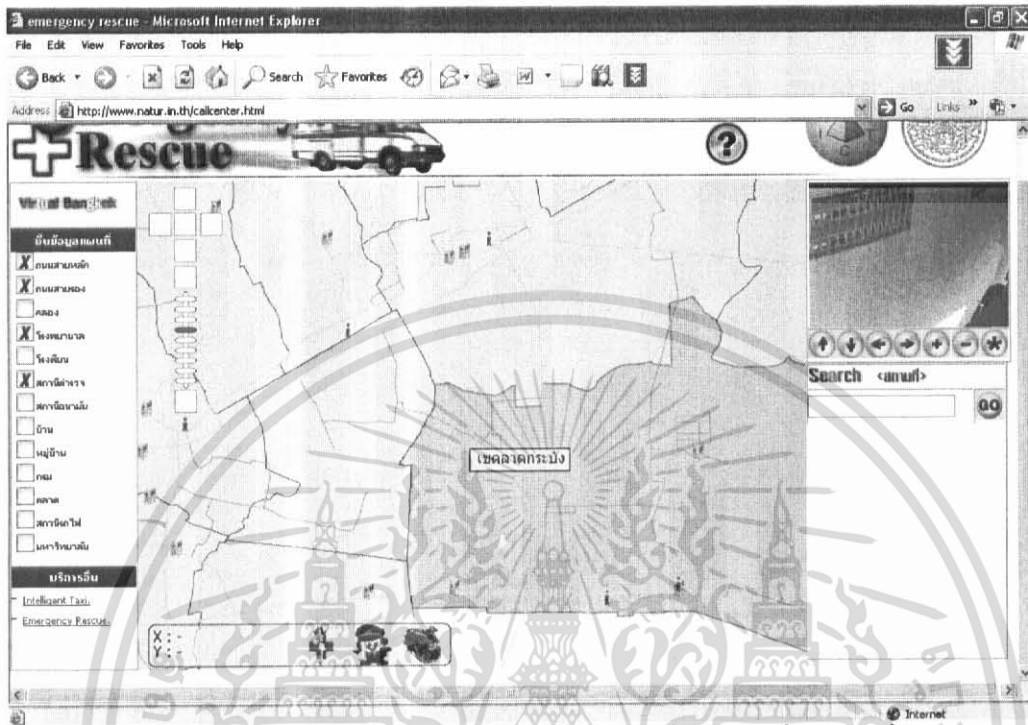 emergency rescue - Microsoft Internet Explorer
File Edit View Favorites Tools Help
Back Search Favorites
Address http://www.natur.in.th/callcenter.html Go Links »
Rescue ?
Virtual Bangkok
ยืนข้อมูลแผนที่
X ถนนสายหลัก
X ถนนสายรอง
คลอง
X โรงพยาบาล
โรงเรียน
X สถานีตำรวจ
สถานีอนามัย
บ้าน
หมู่บ้าน
กรม
ตลาด
สถานีรถไฟ
มหาวิทยาลัย
บริการอื่น
Intelligent Taxi.
Emergency Rescue.
เขตลาดกระบัง
X : -
Y : -
Search <สถานที่>
GO
Internet